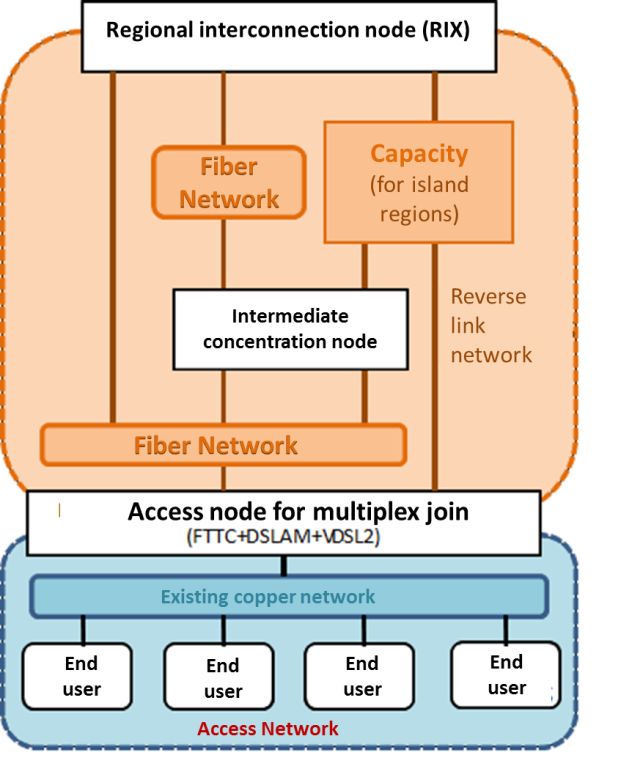 Regional interconnection node (RIX)
Fiber
Network
Capacity
(for island
regions)
Intermediate
concentration node
Reverse
link
network
Fiber Network
Access node for multiplex join
(FTTC+DSLAM+VDSL2)
Existing copper network
End
user
End
user
End
user
End
user
Access Network